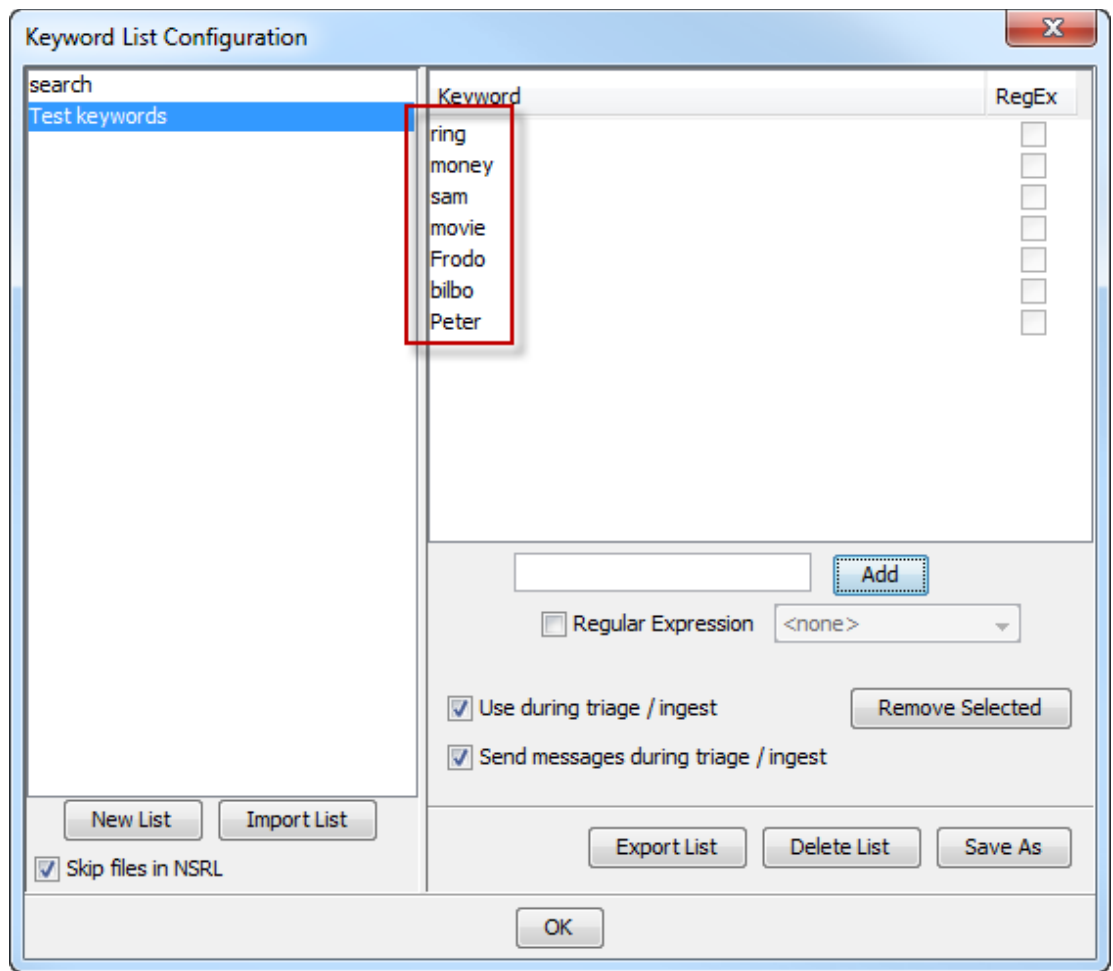 Keyword List Configuration
search
Test keywords
Keyword RegEx
ring
money
sam
movie
Frodo
bilbo
Peter
Add
Regular Expression <none>
Use during triage / ingest Remove Selected
Send messages during triage / ingest
New List Import List
Skip files in NSRL
Export List Delete List Save As
OK